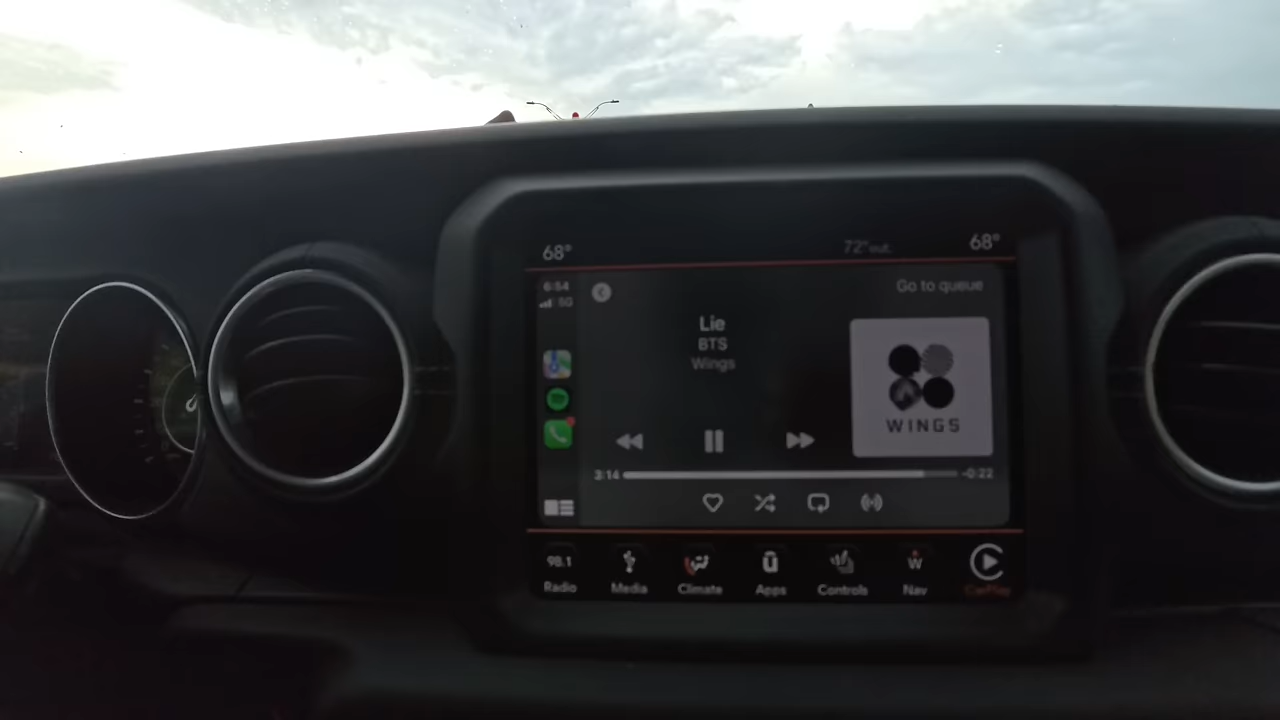 68°
72° out.
68°
6:54
5G
Go to queue
Lie
BTS
Wings
WINGS
3:14
-0:22
98.1
Radio
Media
Climate
Apps
Controls
W
Nav
CarPlay